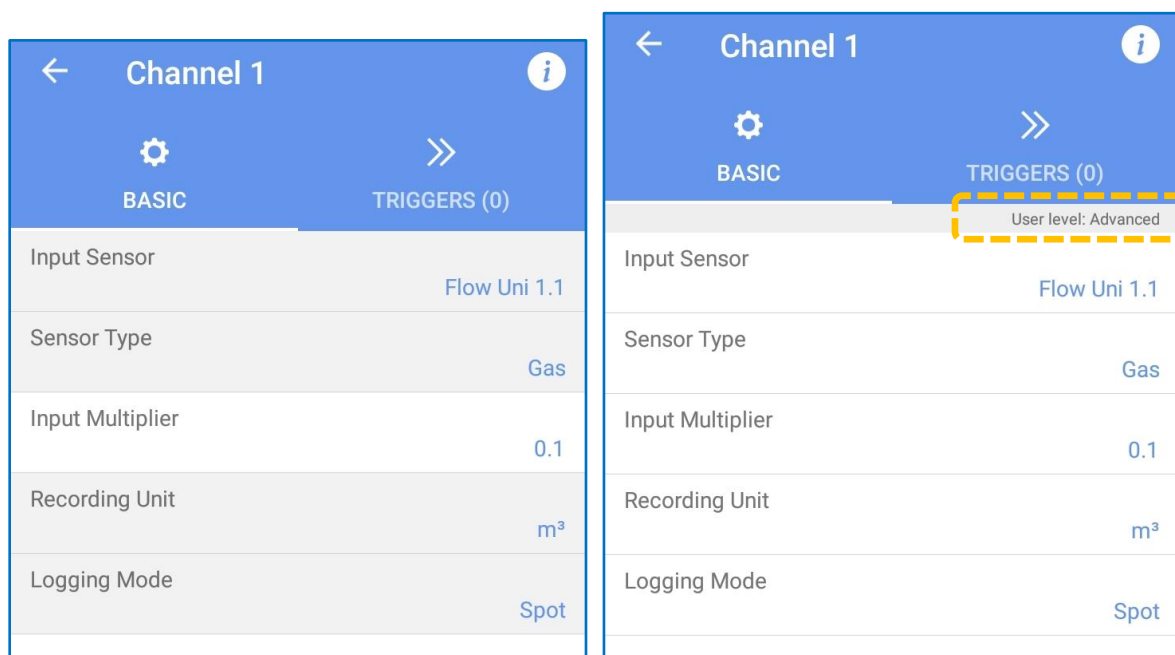 Channel 1
BASIC
TRIGGERS (0)
Input Sensor
Flow Uni 1.1
Sensor Type
Gas
Input Multiplier
0.1
Recording Unit
m³
Logging Mode
Spot
Channel 1
BASIC
TRIGGERS (0)
User level: Advanced
Input Sensor
Flow Uni 1.1
Sensor Type
Gas
Input Multiplier
0.1
Recording Unit
m³
Logging Mode
Spot